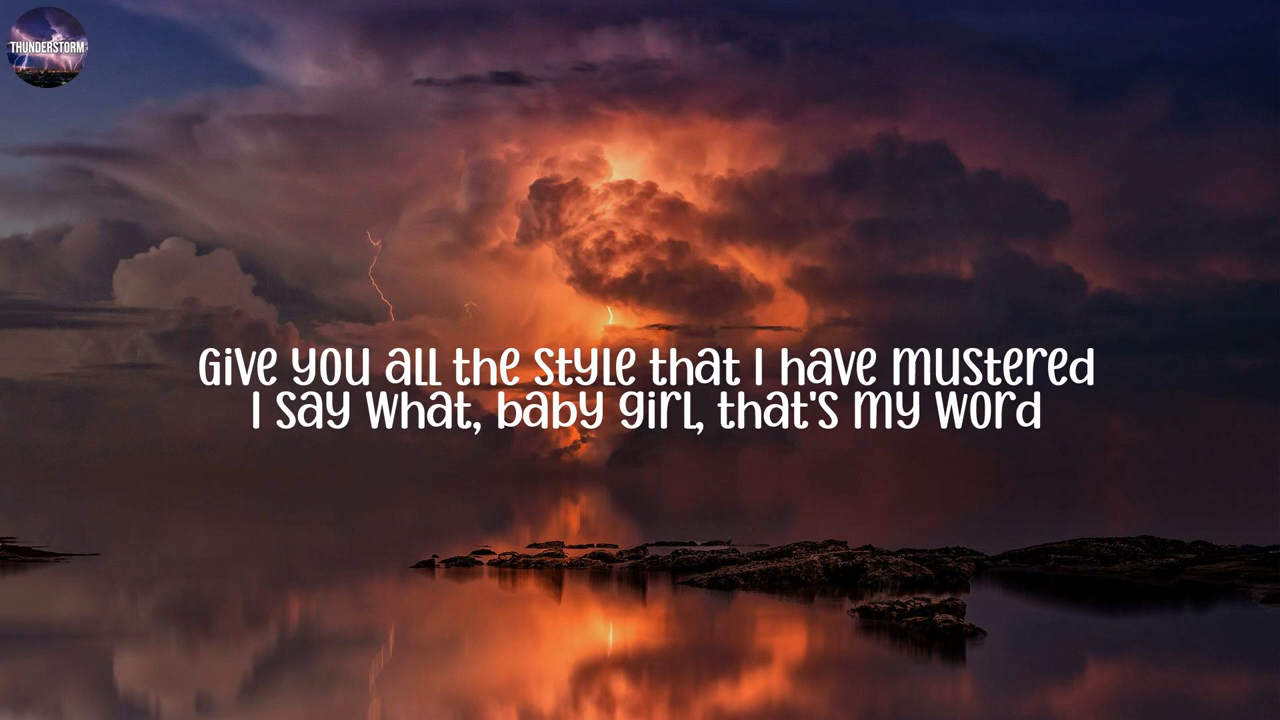 THUNDERSTORM
Give you all the style that I have mustered
I say what, baby girl, that's my word